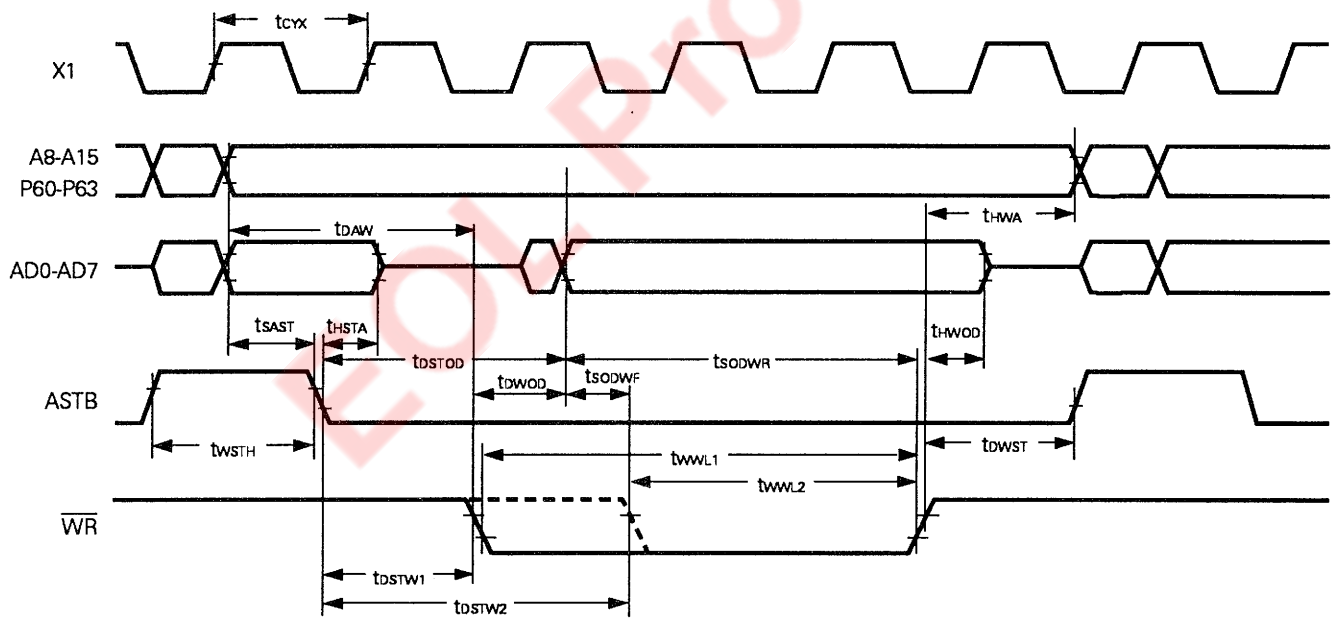 tCYX
X1
A8-A15
P60-P63
tHWA
tDAW
AD0-AD7
tSAST
tHSTA
tHWOD
tDSTOD
tSODWR
tDWOD
tSODWF
ASTB
tWSTH
tDWST
tWWL1
tWWL2
WR
tDSTW1
tDSTW2
EOL Pro